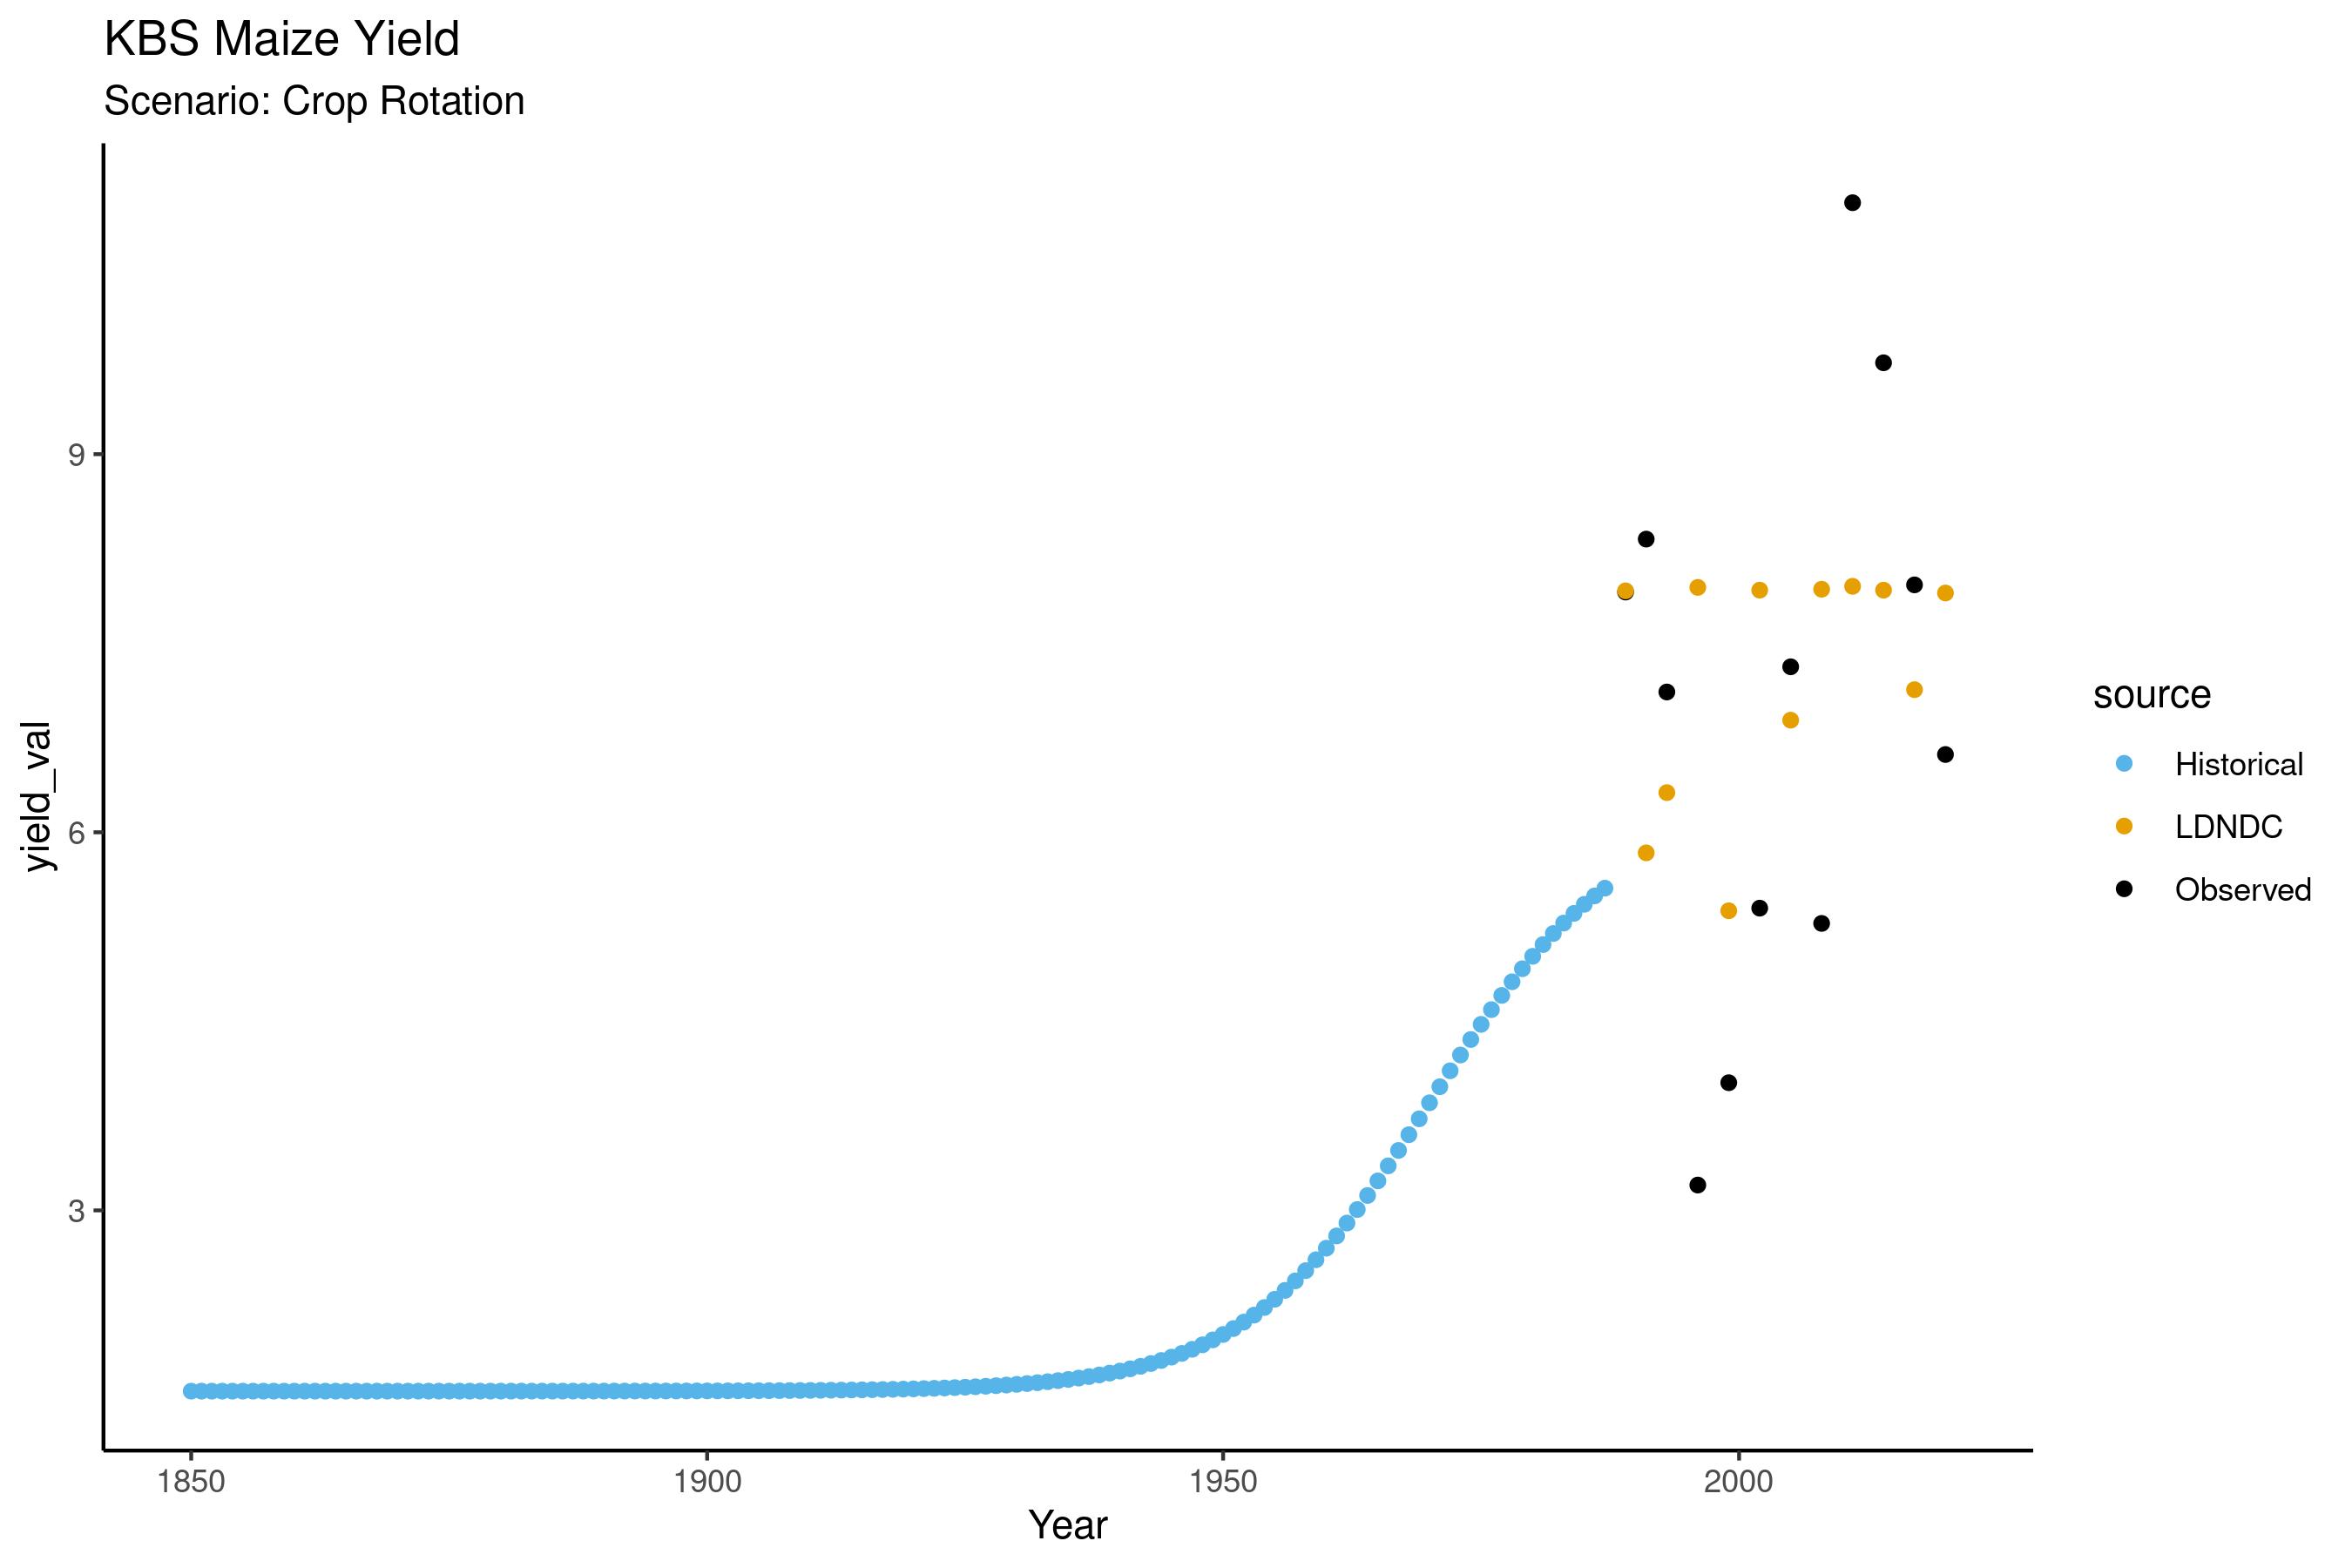 KBS Maize Yield
Scenario: Crop Rotation
yield_val
9
6
3
1850 1900 1950 2000
Year
source
Historical
LDNDC
Observed